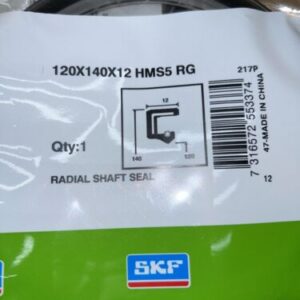 120X140X12 HMS5 RG
217P
12
Qty:1
140
120
RADIAL SHAFT SEAL
7 316572 553374
47-MADE IN CHINA
12
SKF